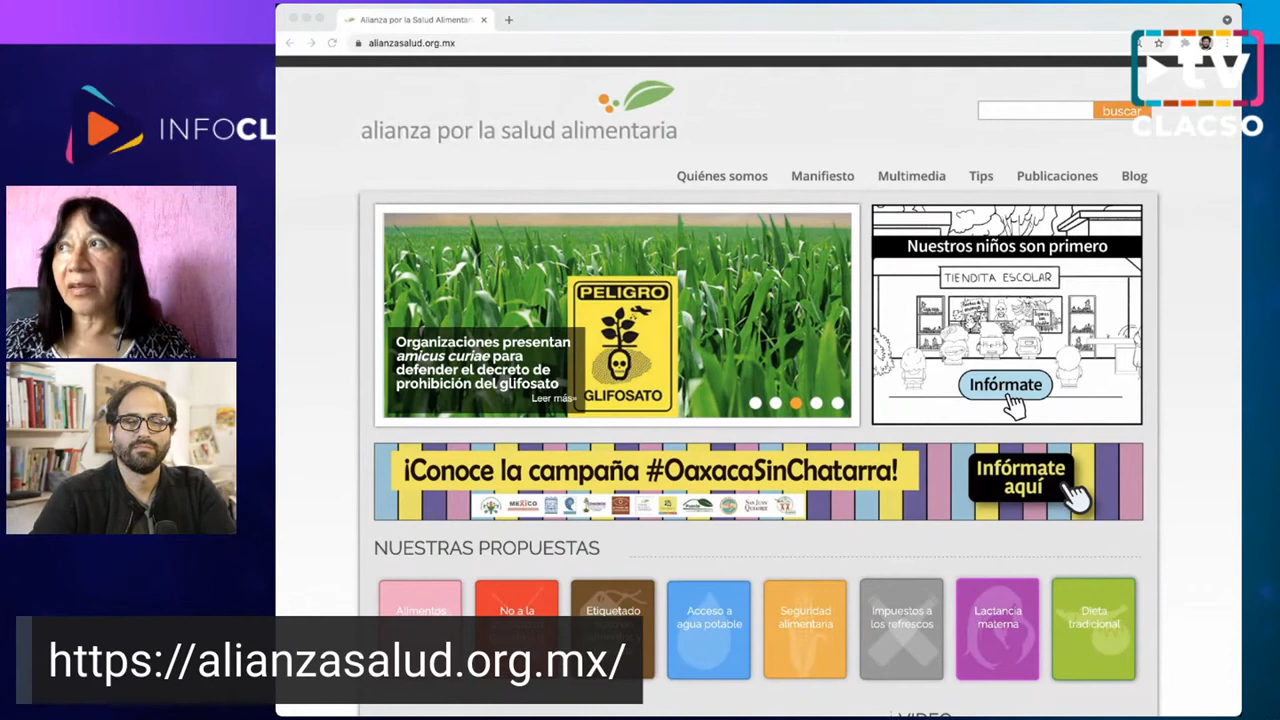 Alianza por la Salud Alimentari
alianzasalud.org.mx
tv
CLACSO
INFOCL
alianza por la salud alimentaria
buscar
Quiénes somos
Manifiesto
Multimedia
Tips
Publicaciones
Blog
Organizaciones presentan
amicus curiae para
defender el decreto de
prohibición del glifosato
Leer más»
PELIGRO
GLIFOSATO
Nuestros niños son primero
TIENDITA ESCOLAR
Infórmate
¡Conoce la campaña #OaxacaSinChatarra!
MÉXICO
Infórmate
aquí
NUESTRAS PROPUESTAS
Alimentos
No a la
Etiquetado
Acceso a
agua potable
Seguridad
alimentaria
Impuestos a
los refrescos
Lactancia
materna
Dieta
tradicional
https://alianzasalud.org.mx/
VIDEO